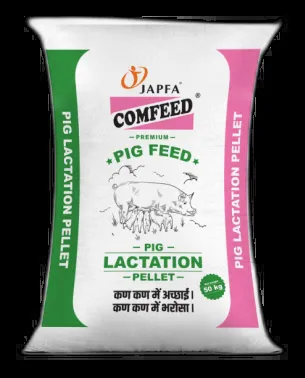 JAPFA
COMFEED®
PREMIUM
PIG FEED
PIG
LACTATION
PELLET
कण कण में अच्छाई।
कण कण में भरोसा।
50 kg
PIG LACTATION PELLET
PIG LACTATION PELLET